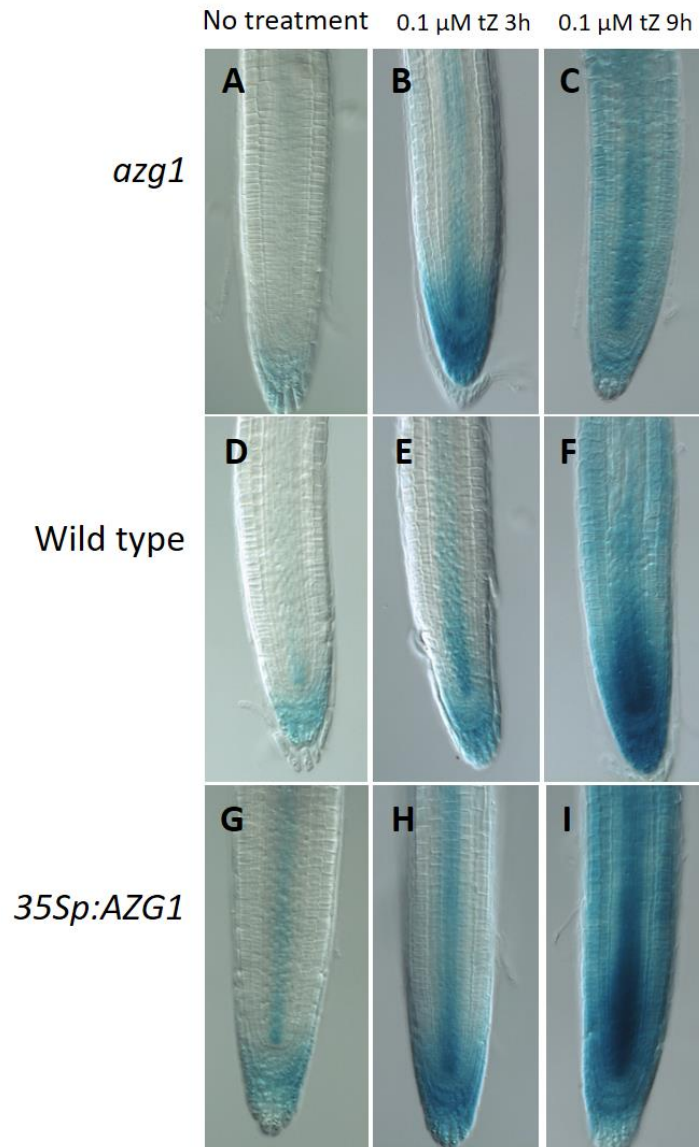 No treatment 0.1 µM tZ 3h 0.1 µM tZ 9h
A B C
azg1
D E F
Wild type
G H I
35Sp:AZG1